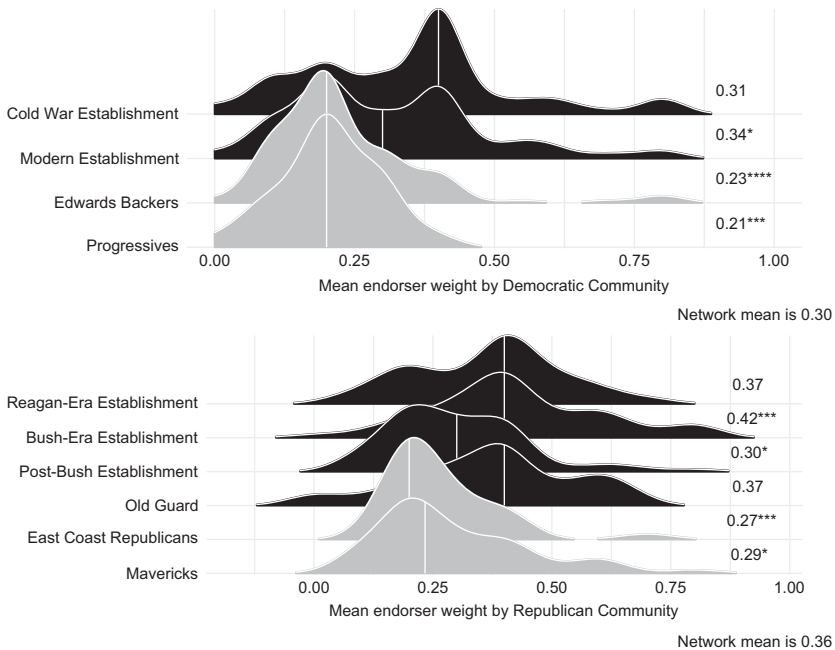 Cold War Establishment 0.31
Modern Establishment 0.34*
Edwards Backers 0.23****
Progressives 0.21***
0.00 0.25 0.50 0.75 1.00
Mean endorser weight by Democratic Community
Network mean is 0.30
Reagan-Era Establishment 0.37
Bush-Era Establishment 0.42***
Post-Bush Establishment 0.30*
Old Guard 0.37
East Coast Republicans 0.27***
Mavericks 0.29*
0.00 0.25 0.50 0.75 1.00
Mean endorser weight by Republican Community
Network mean is 0.36